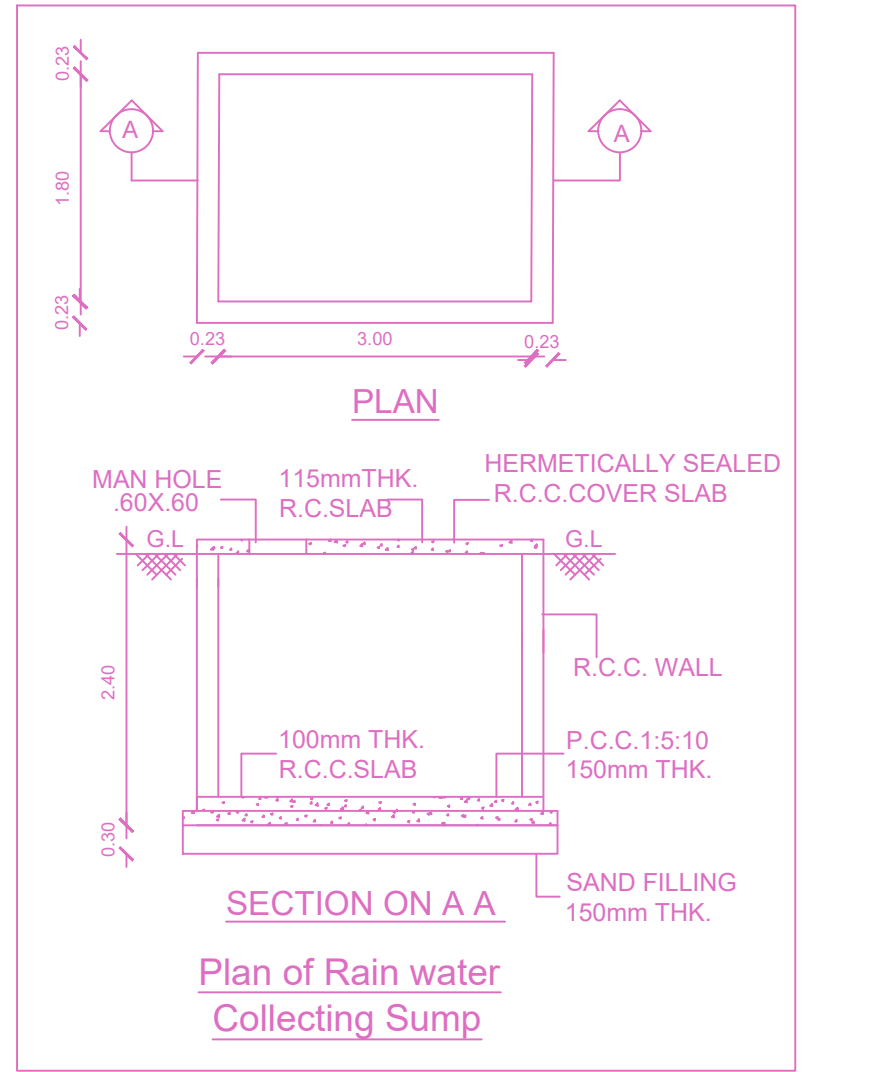 0.23
A
A
1.80
0.23
0.23
3.00
0.23
PLAN
MAN HOLE
.60X.60
115mmTHK.
R.C.SLAB
HERMETICALLY SEALED
R.C.C.COVER SLAB
G.L
G.L
2.40
R.C.C. WALL
100mm THK.
R.C.C.SLAB
P.C.C.1:5:10
150mm THK.
0.30
SAND FILLING
150mm THK.
SECTION ON A A
Plan of Rain water
Collecting Sump